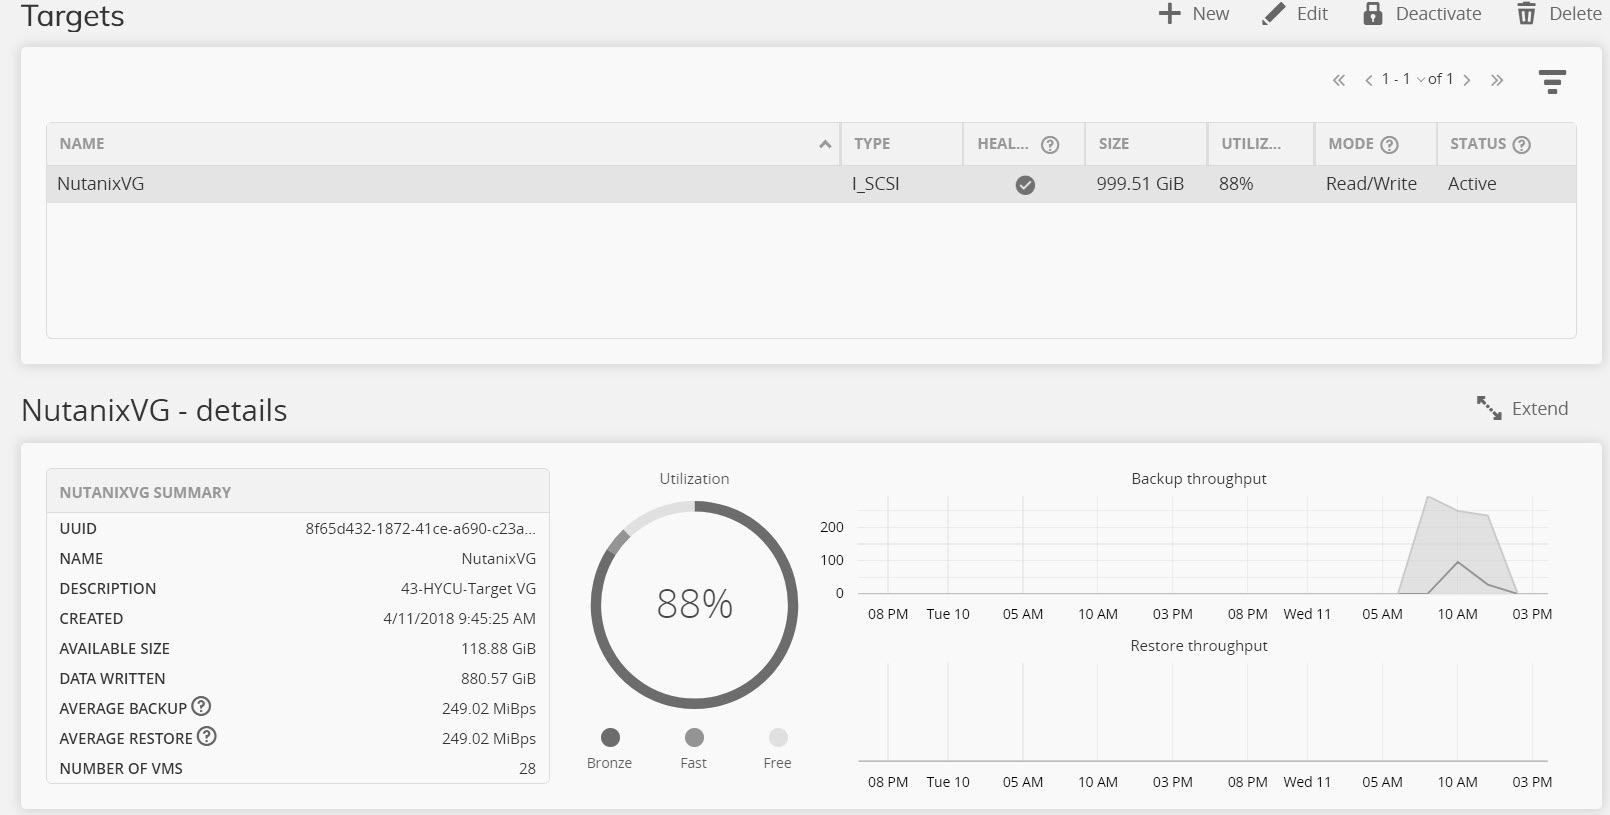 Targets
New Edit Deactivate Delete
1 - 1 of 1
NAME TYPE HEAL... SIZE UTILIZ... MODE STATUS
NutanixVG I_SCSI 999.51 GiB 88% Read/Write Active
NutanixVG - details
Extend
NUTANIXVG SUMMARY
UUID 8f65d432-1872-41ce-a690-c23a...
NAME NutanixVG
DESCRIPTION 43-HYCU-Target VG
CREATED 4/11/2018 9:45:25 AM
AVAILABLE SIZE 118.88 GiB
DATA WRITTEN 880.57 GiB
AVERAGE BACKUP 249.02 MiBps
AVERAGE RESTORE 249.02 MiBps
NUMBER OF VMS 28
Utilization
88%
Bronze Fast Free
Backup throughput
200
100
0
08 PM Tue 10 05 AM 10 AM 03 PM 08 PM Wed 11 05 AM 10 AM 03 PM
Restore throughput
08 PM Tue 10 05 AM 10 AM 03 PM 08 PM Wed 11 05 AM 10 AM 03 PM